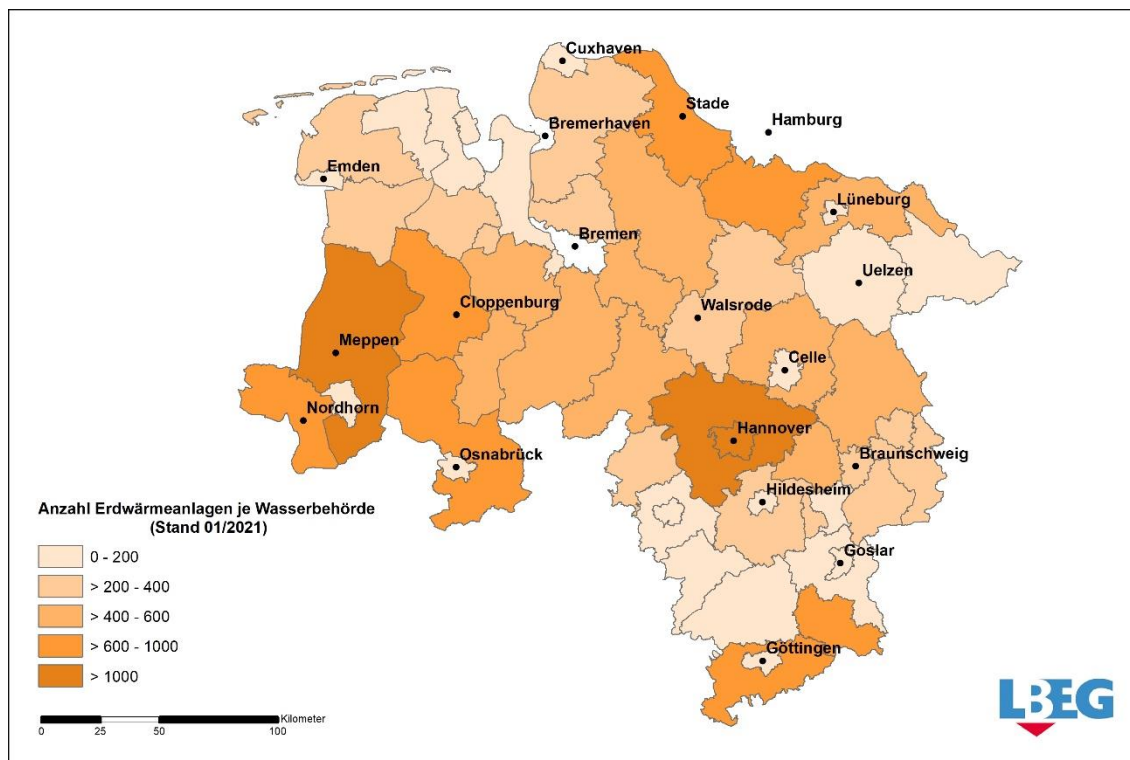 Cuxhaven
Stade
Hamburg
Bremerhaven
Emden
Lüneburg
Bremen
Uelzen
Cloppenburg
Walsrode
Meppen
Celle
Nordhorn
Hannover
Osnabrück
Braunschweig
Hildesheim
Goslar
Göttingen
Anzahl Erdwärmeanlagen je Wasserbehörde
(Stand 01/2021)
0 - 200
> 200 - 400
> 400 - 600
> 600 - 1000
> 1000
Kilometer
0 25 50 100
LBEG